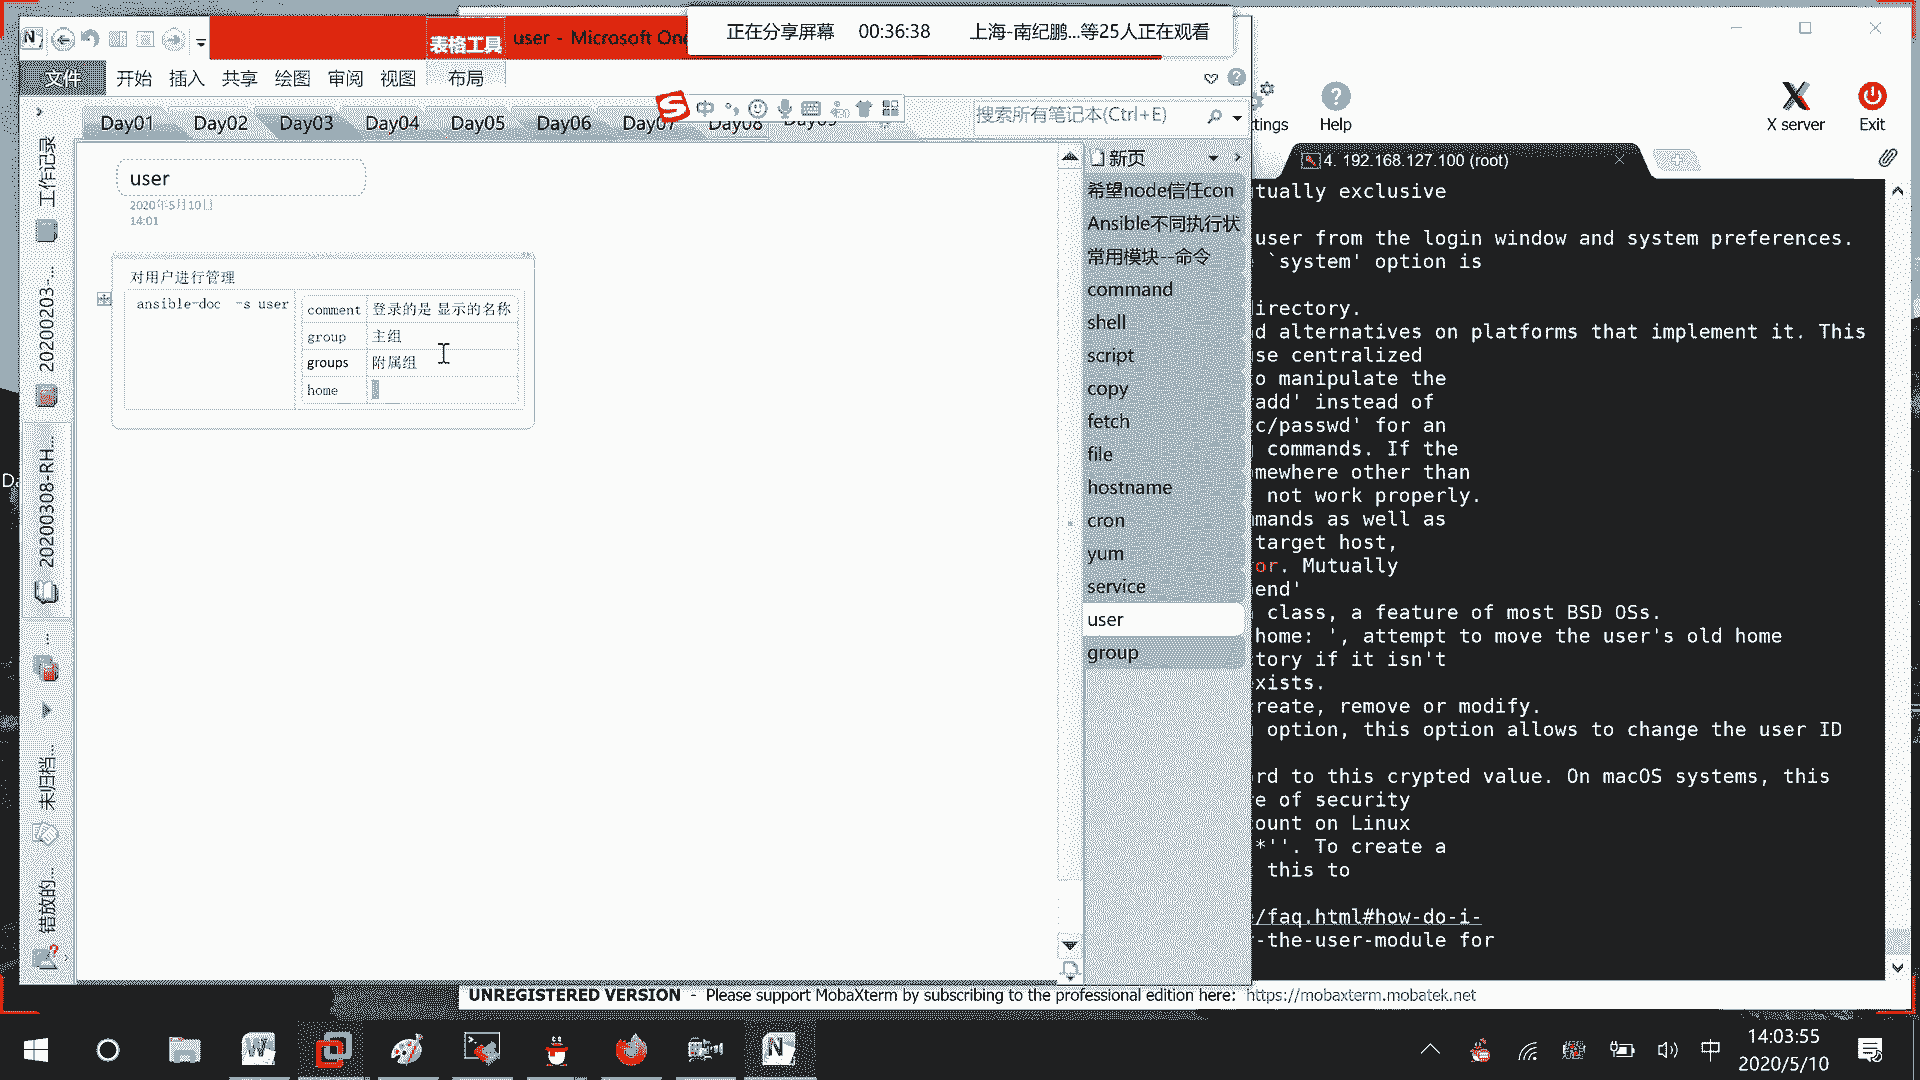 正在分享屏幕 00:36:38 上海-南纪鹏...等25人正在观看
表格工具 user - Microsoft One
文件 开始 插入 共享 绘图 审阅 视图 布局
Day01 Day02 Day03 Day04 Day05 Day06 Day07 Day08
搜索所有笔记本(Ctrl+E)
工作记录
20200203-...
20200308-RH...
...
未归档...
错放的...
user
2020年5月10日
14:01
对用户进行管理
ansible-doc -s user
comment 登录的是 显示的名称
group 主组
groups 附属组
home
新页
希望node信任con
Ansible不同执行状
常用模块--命令
command
shell
script
copy
fetch
file
hostname
cron
yum
service
user
group
tings Help X server Exit
4. 192.168.127.100 (root)
tually exclusive
user from the login window and system preferences.
`system' option is
irectory.
d alternatives on platforms that implement it. This
se centralized
o manipulate the
add' instead of
c/passwd' for an
commands. If the
mewhere other than
not work properly.
mands as well as
target host,
or. Mutually
end'
class, a feature of most BSD OSs.
home: ', attempt to move the user's old home
tory if it isn't
xists.
reate, remove or modify.
option, this option allows to change the user ID
rd to this crypted value. On macOS systems, this
e of security
ount on Linux
*''. To create a
this to
/faq.html#how-do-i-
-the-user-module for
UNREGISTERED VERSION - Please support MobaXterm by subscribing to the professional edition here: https://mobaxterm.mobatek.net
中
14:03:55
2020/5/10